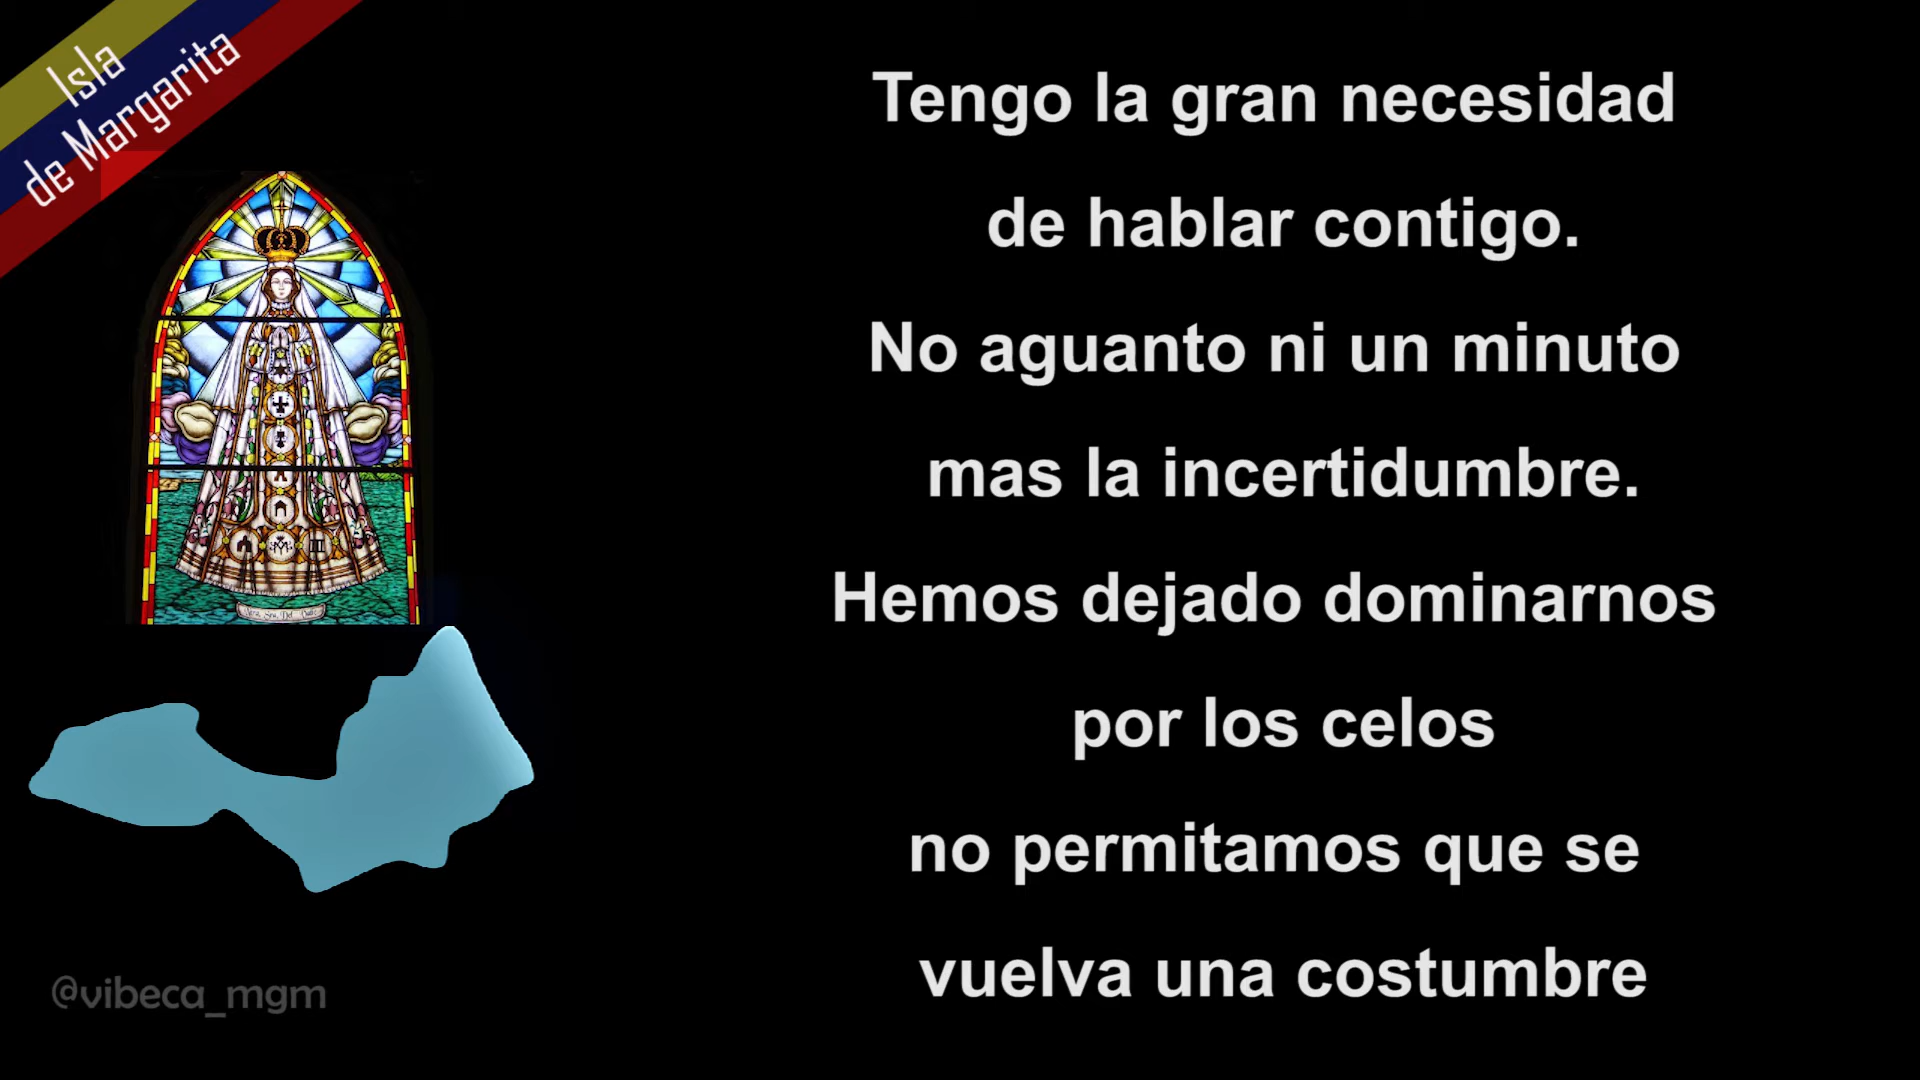 Isla
de Margarita
Tengo la gran necesidad
de hablar contigo.
No aguanto ni un minuto
mas la incertidumbre.
Hemos dejado dominarnos
por los celos
no permitamos que se
vuelva una costumbre
@vibeca_mgm